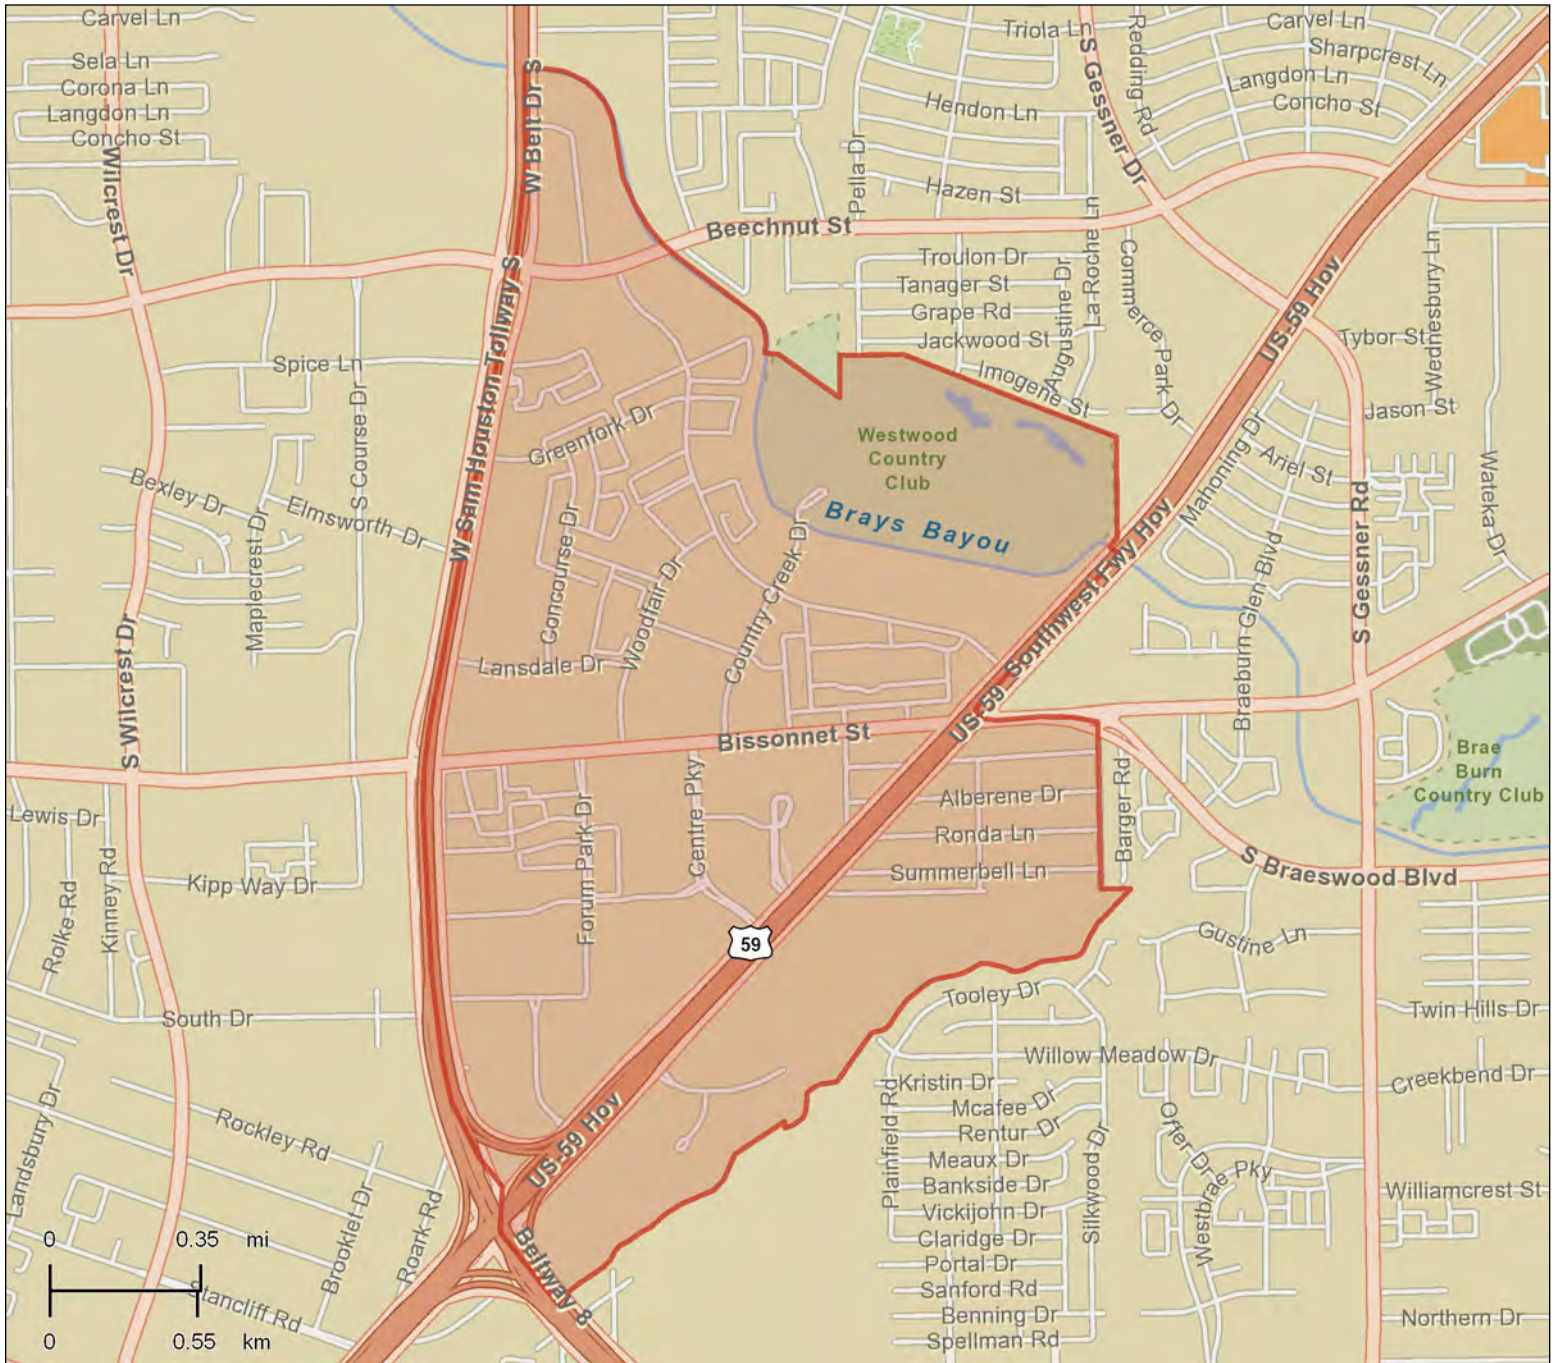 Carvel Ln
Triola Ln
Carvel Ln
Sela Ln
Sharpcrest Ln
Corona Ln
Langdon Ln
Langdon Ln
Hendon Ln
Concho St
Concho St
Redding Rd
S Gessner Dr
W Belt Dr S
Pella Dr
Wilcrest Dr
Hazen St
Beechnut St
La Roche Ln
Troulon Dr
Tanager St
Grape Rd
Jackwood St
Augustine Dr
Commerce Park Dr
Imogene St
US-59 Hov
Tybor St
Wednesbury Ln
Jason St
W Sam Houston Tollway S
Spice Ln
S Course Dr
Greenfork Dr
Westwood
Country
Club
Mahoning Dr
Ariel St
Wateka Dr
Bexley Dr
Elmsworth Dr
Maplecrest Dr
Concourse Dr
Brays Bayou
Woodfair Dr
Country Creek Dr
US-59 Southwest Fwy Hov
Braeburn Glen Blvd
S Gessner Rd
S Wilcrest Dr
Lansdale Dr
Bissonnet St
Brae
Burn
Country Club
Lewis Dr
Alberene Dr
Ronda Ln
Summerbell Ln
Barger Rd
Forum Park Dr
Centre Pky
Kinney Rd
Rolke Rd
Kipp Way Dr
S Braeswood Blvd
59
Gustine Ln
Tooley Dr
South Dr
Twin Hills Dr
Willow Meadow Dr
Creekbend Dr
Landsbury Dr
Rockley Rd
Kristin Dr
Mcafee Dr
Rentur Dr
Meaux Dr
Bankside Dr
Vickijohn Dr
Claridge Dr
Portal Dr
Sanford Rd
Benning Dr
Spellman Rd
Plainfield Rd
Silkwood Dr
Offer Dr
Westbrae Pky
Williamcrest St
Northern Dr
US-59 Hov
Brooklet Dr
Roark Rd
Beltway 8
Stancliff Rd
0 0.35 mi
0 0.55 km